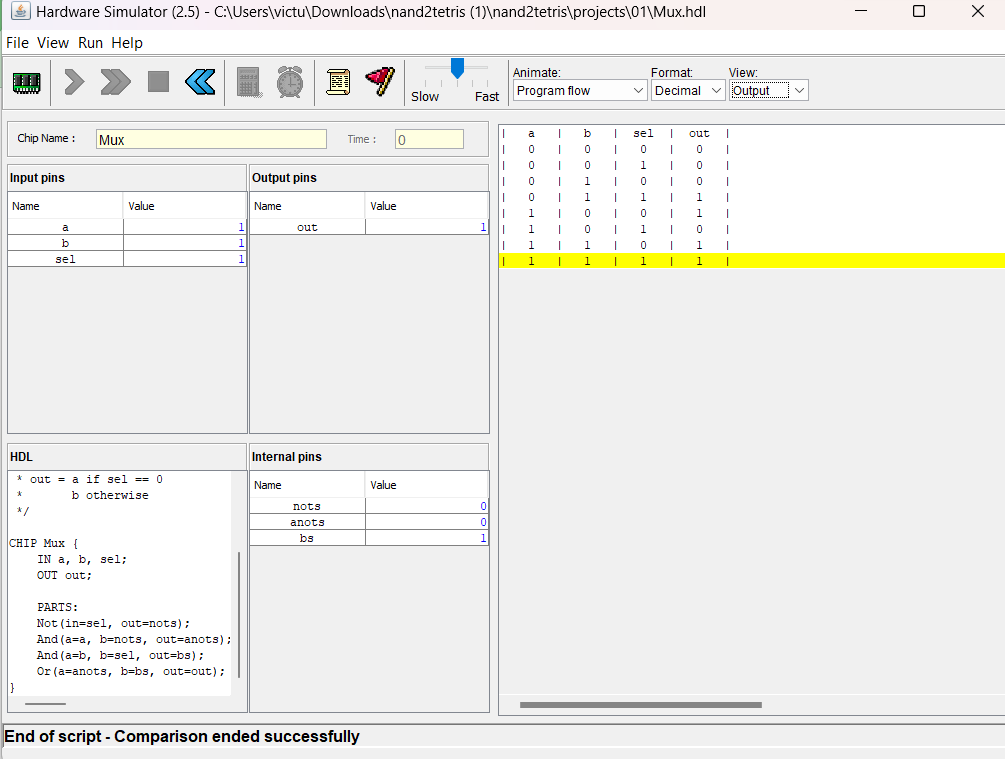 Hardware Simulator (2.5) - C:\Users\victu\Downloads\nand2tetris (1)\nand2tetris\projects\01\Mux.hdl
File View Run Help
Slow Fast
Animate: Format: View:
Program flow Decimal Output
Chip Name : Mux Time : 0
Input pins
Name Value
a 1
b 1
sel 1
Output pins
Name Value
out 1
HDL
* out = a if sel == 0
* b otherwise
*/
CHIP Mux {
IN a, b, sel;
OUT out;
PARTS:
Not(in=sel, out=nots);
And(a=a, b=nots, out=anots);
And(a=b, b=sel, out=bs);
Or(a=anots, b=bs, out=out);
}
Internal pins
Name Value
nots 0
anots 0
bs 1
| a | b | sel | out |
| 0 | 0 | 0 | 0 |
| 0 | 0 | 1 | 0 |
| 0 | 1 | 0 | 0 |
| 0 | 1 | 1 | 1 |
| 1 | 0 | 0 | 1 |
| 1 | 0 | 1 | 0 |
| 1 | 1 | 0 | 1 |
| 1 | 1 | 1 | 1 |
End of script - Comparison ended successfully